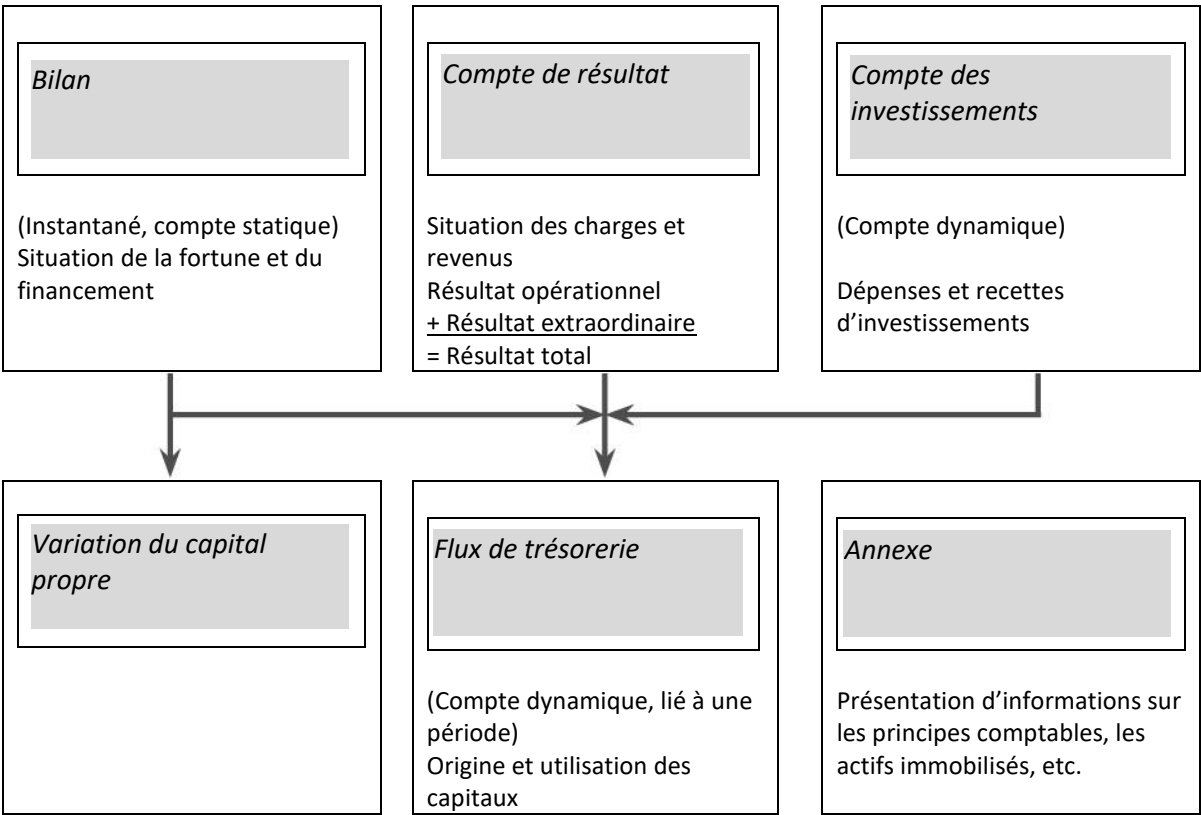 Bilan
(Instantané, compte statique)
Situation de la fortune et du
financement
Compte de résultat
Situation des charges et
revenus
Résultat opérationnel
+ Résultat extraordinaire
= Résultat total
Compte des
investissements
(Compte dynamique)
Dépenses et recettes
d’investissements
Variation du capital
propre
Flux de trésorerie
(Compte dynamique, lié à une
période)
Origine et utilisation des
capitaux
Annexe
Présentation d’informations sur
les principes comptables, les
actifs immobilisés, etc.